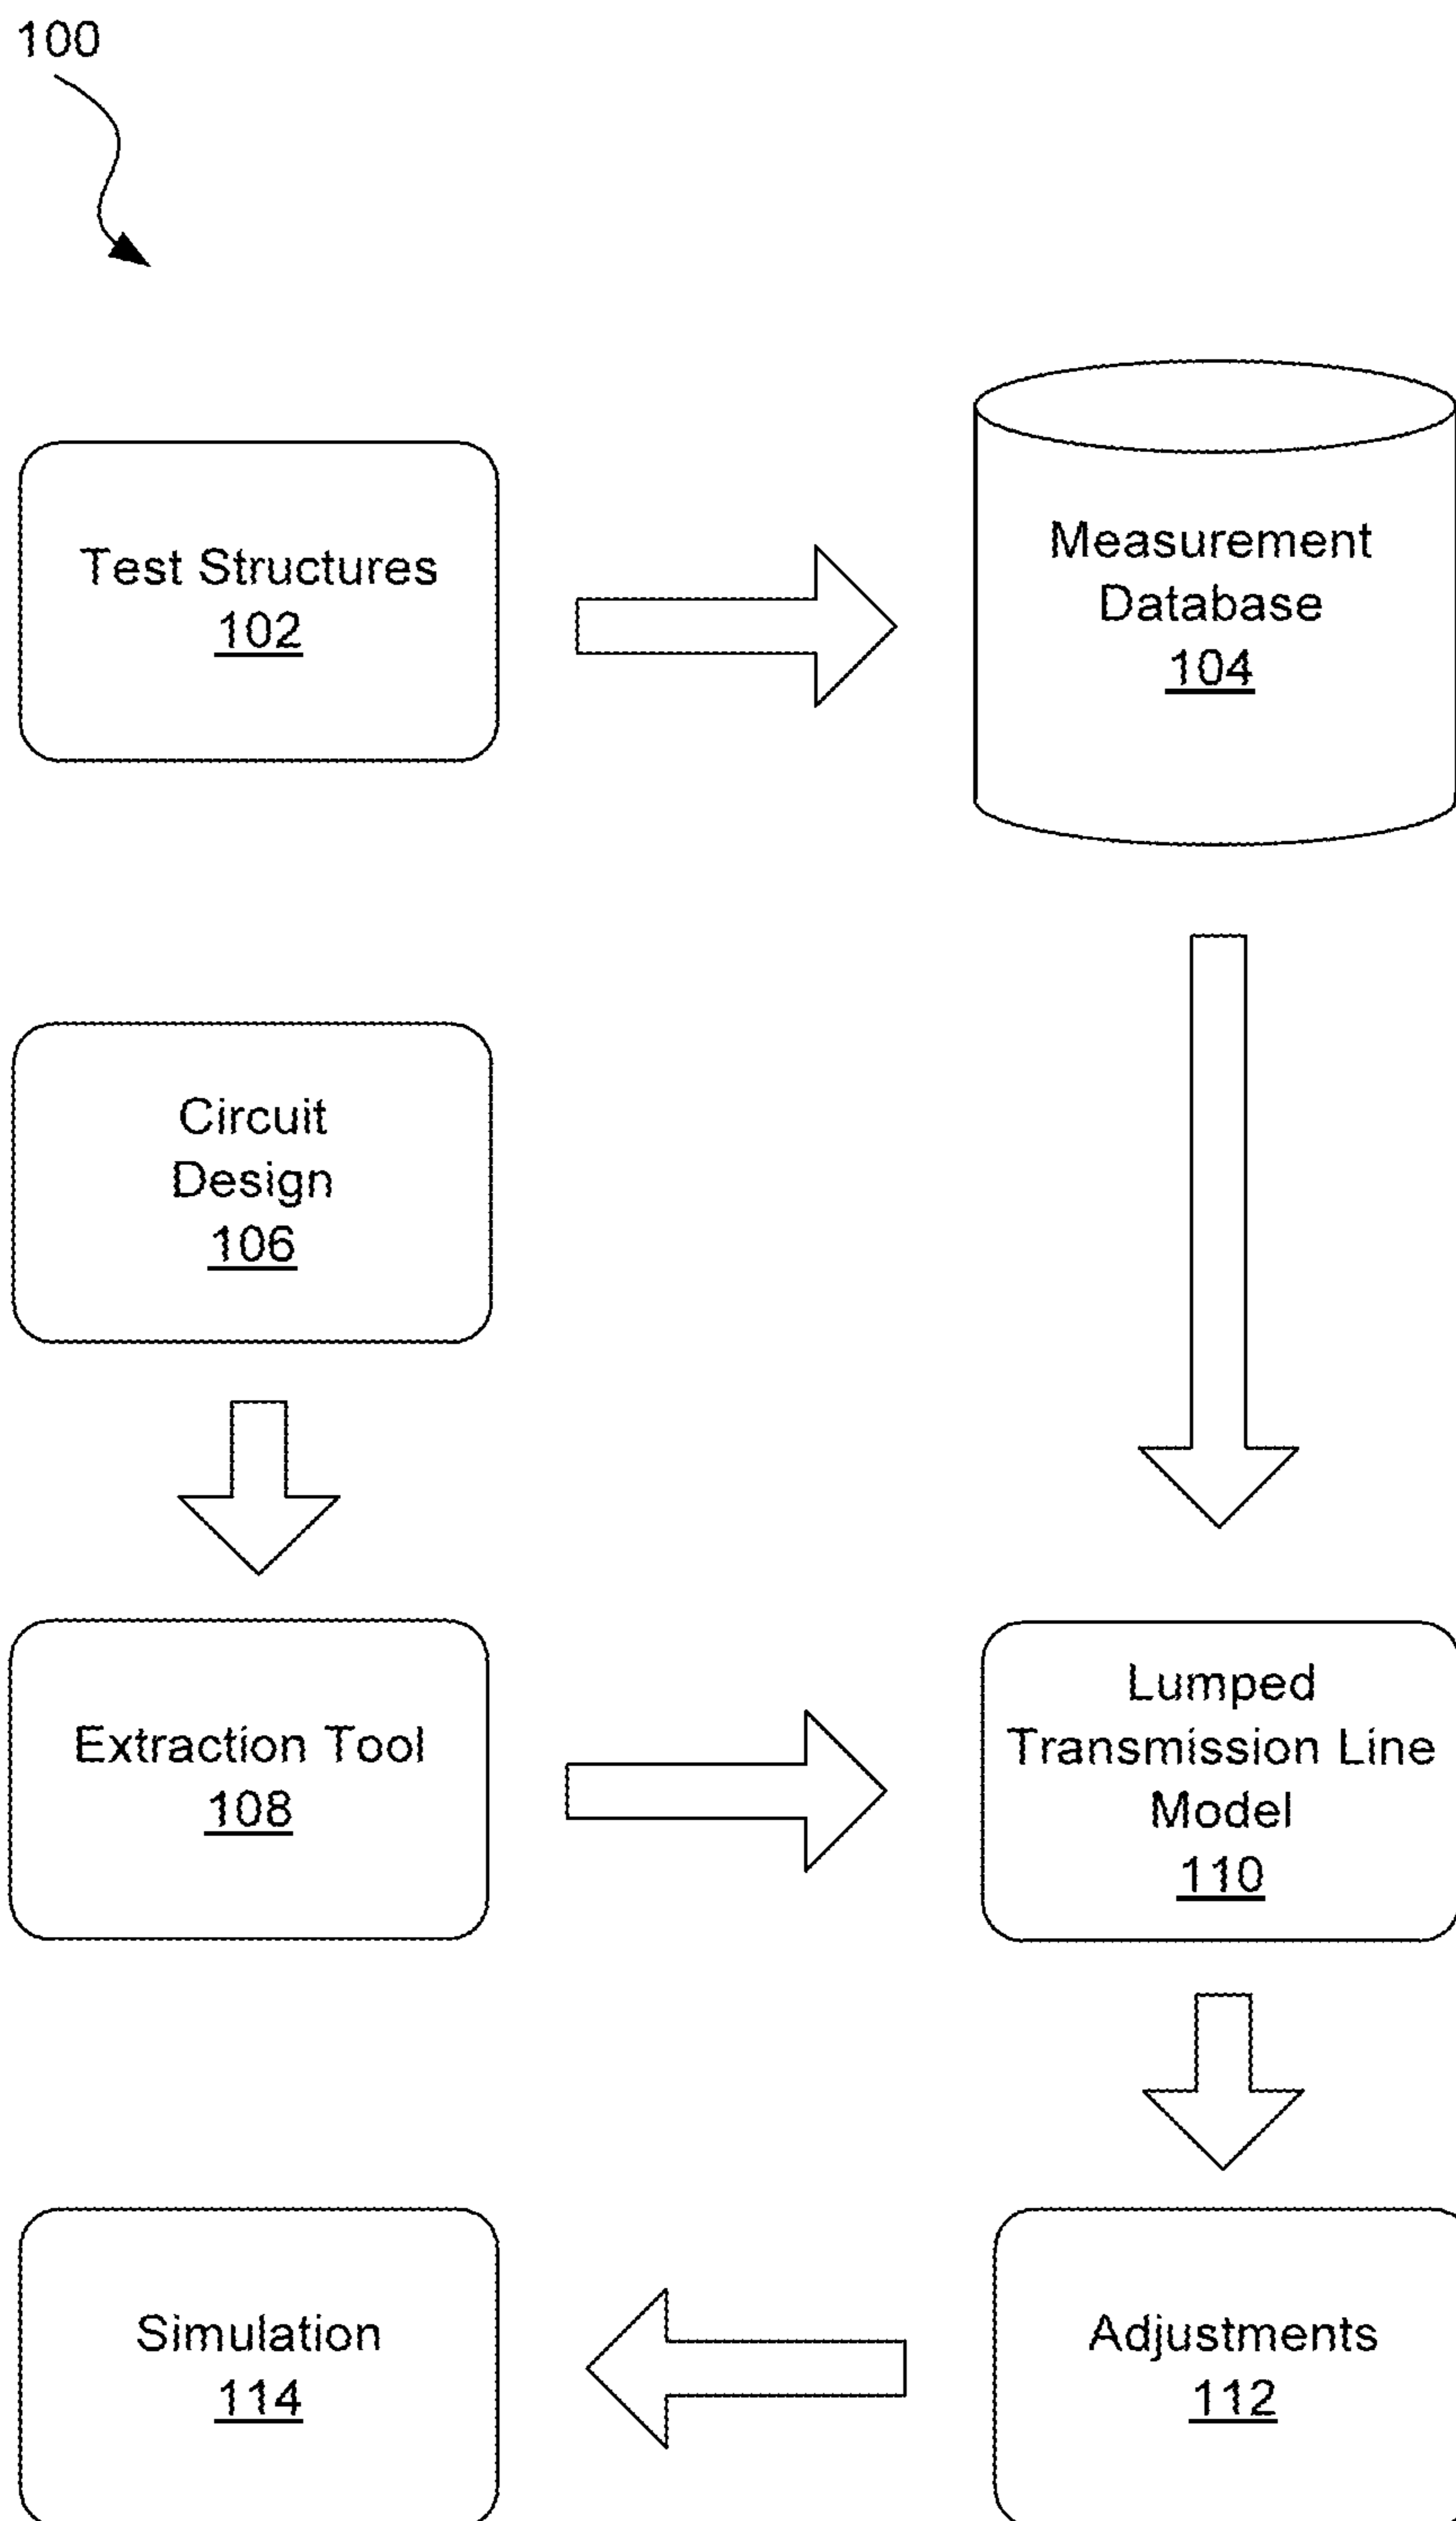 100
Test Structures
102
Measurement
Database
104
Circuit
Design
106
Extraction Tool
108
Lumped
Transmission Line
Model
110
Simulation
114
Adjustments
112